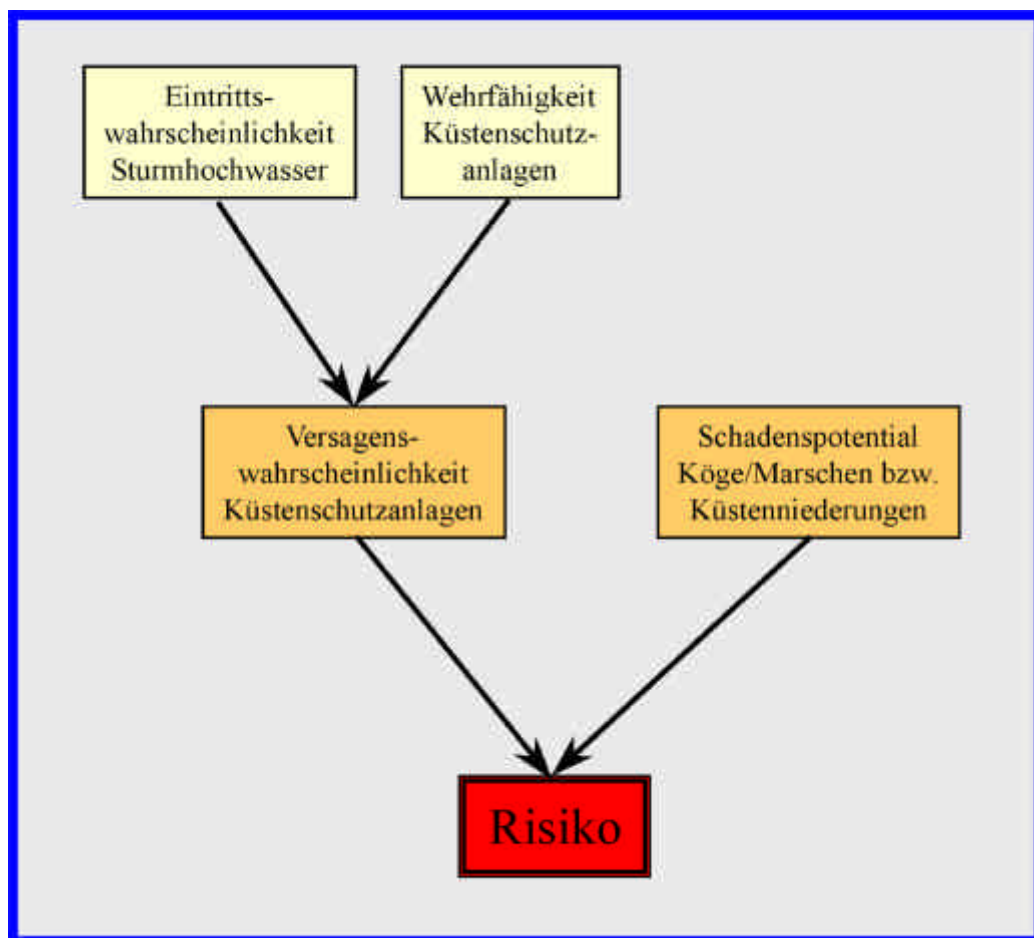 Eintritts-
wahrscheinlichkeit
Sturmhochwasser
Wehrfähigkeit
Küstenschutz-
anlagen
Versagens-
wahrscheinlichkeit
Küstenschutzanlagen
Schadenspotential
Köge/Marschen bzw.
Küstenniederungen
Risiko